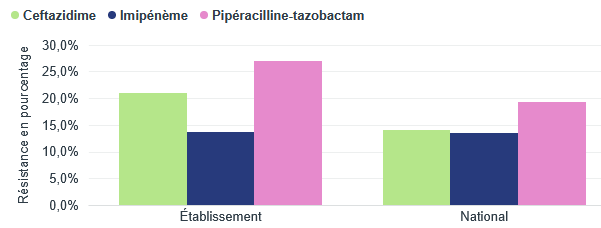 Ceftazidime Imipénème Pipéracilline-tazobactam
Résistance en pourcentage
30,0%
25,0%
20,0%
15,0%
10,0%
5,0%
0,0%
Établissement National